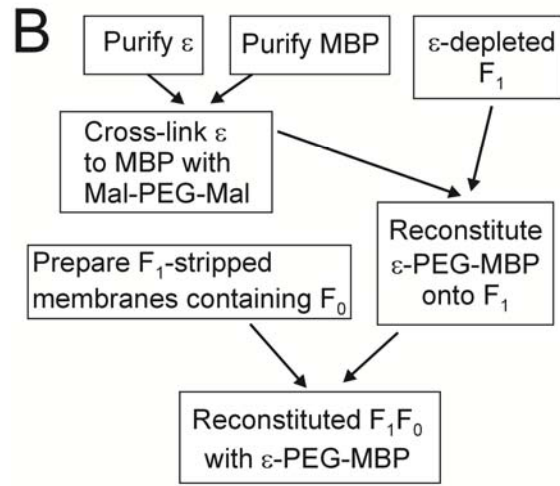 B
Purify ε
Purify MBP
ε-depleted
F₁
Cross-link ε
to MBP with
Mal-PEG-Mal
Reconstitute
ε-PEG-MBP
onto F₁
Prepare F₁-stripped
membranes containing F₀
Reconstituted F₁F₀
with ε-PEG-MBP